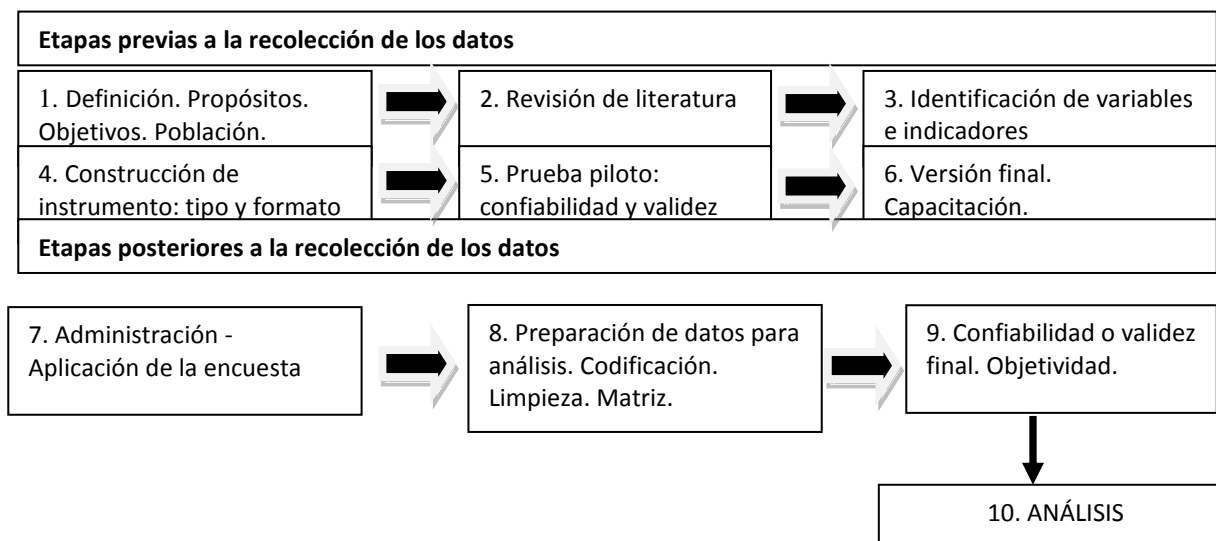 Etapas previas a la recolección de los datos
1. Definición. Propósitos.
Objetivos. Población.
2. Revisión de literatura
3. Identificación de variables
e indicadores
4. Construcción de
instrumento: tipo y formato
5. Prueba piloto:
confiabilidad y validez
6. Versión final.
Capacitación.
Etapas posteriores a la recolección de los datos
7. Administración -
Aplicación de la encuesta
8. Preparación de datos para
análisis. Codificación.
Limpieza. Matriz.
9. Confiabilidad o validez
final. Objetividad.
10. ANÁLISIS